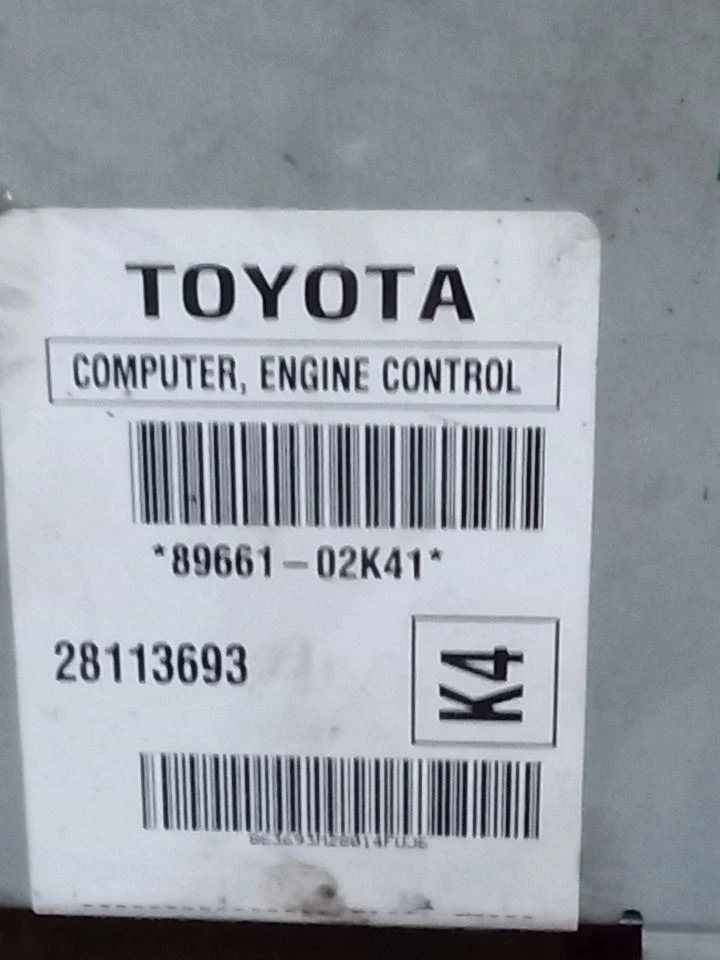 TOYOTA
COMPUTER, ENGINE CONTROL
*89661-02K41*
28113693
K4